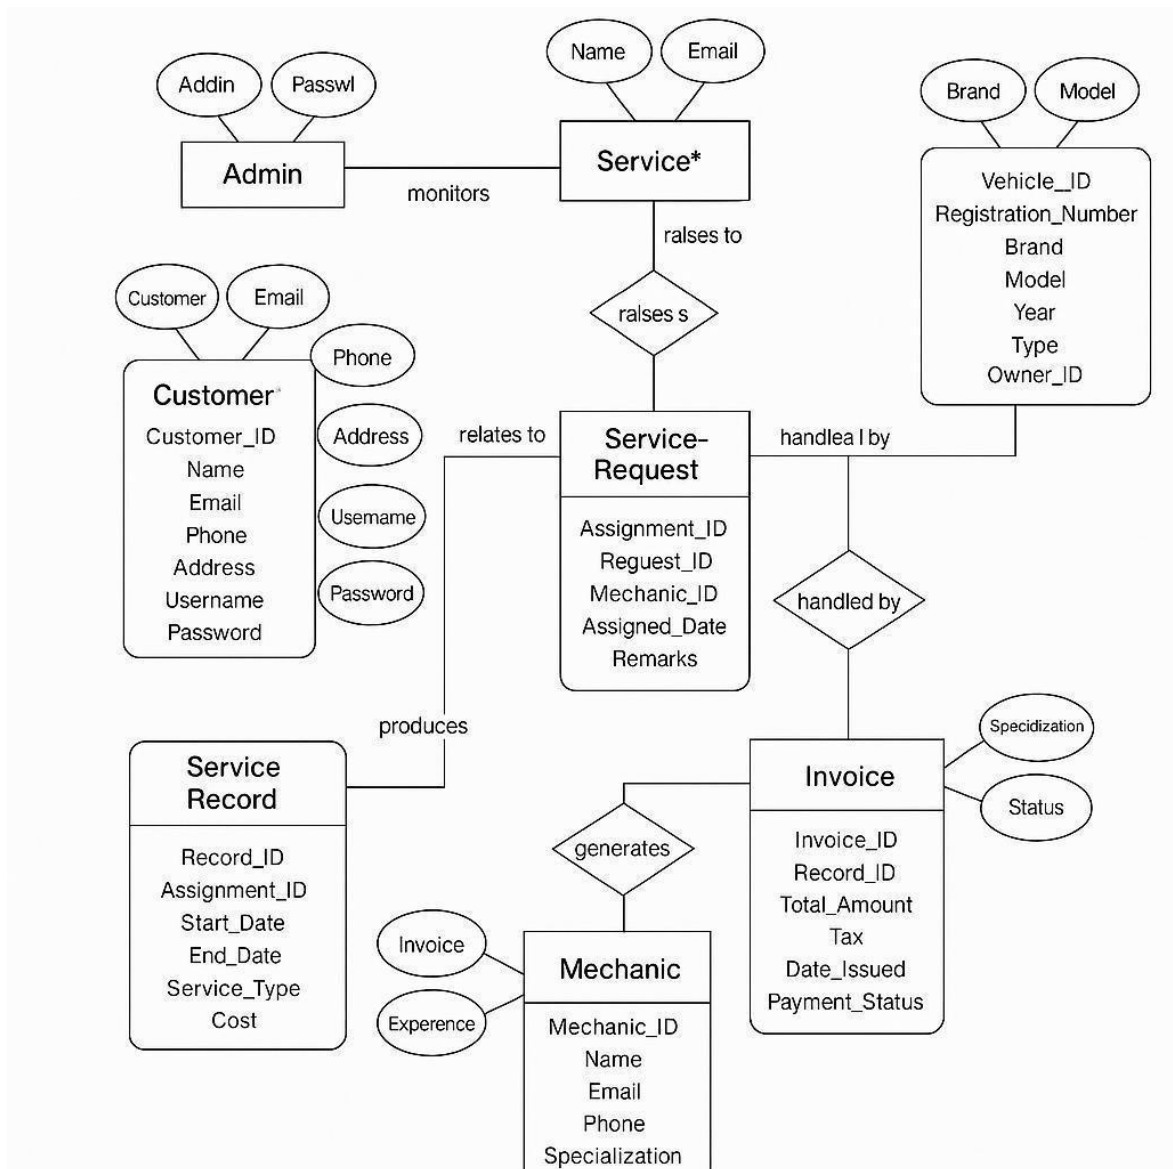 Name
Email
Addin
Passwl
Brand
Model
Admin
monitors
Service*
Vehicle_ID
Registration_Number
Brand
Model
Year
Type
Owner_ID
ralses to
ralses s
Customer
Email
Phone
Address
Usemame
Password
Customer
Customer_ID
Name
Email
Phone
Address
Username
Password
relates to
Service-
Request
Assignment_ID
Reguest_ID
Mechanic_ID
Assigned_Date
Remarks
handlea l by
handled by
produces
Service
Record
Record_ID
Assignment_ID
Start_Date
End_Date
Service_Type
Cost
Invoice
Invoice_ID
Record_ID
Total_Amount
Tax
Date_Issued
Payment_Status
Specidization
Status
generates
Invoice
Experence
Mechanic
Mechanic_ID
Name
Email
Phone
Specialization